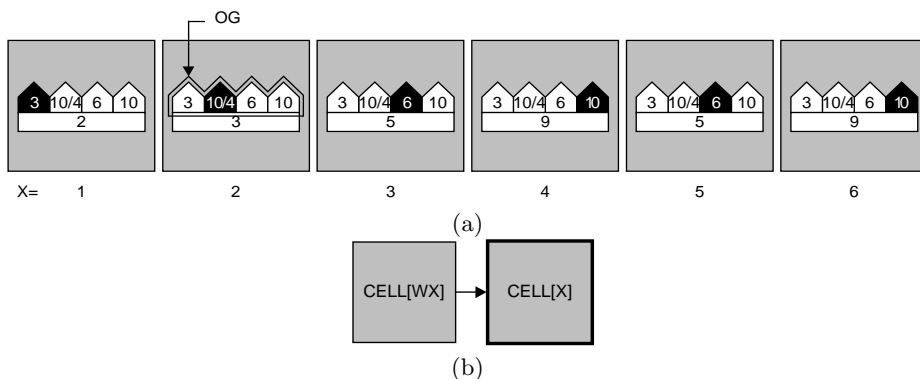 OG
3 10/4 6 10 3 10/4 6 10 3 10/4 6 10 3 10/4 6 10 3 10/4 6 10 3 10/4 6 10
2 3 5 9 5 9
X= 1 2 3 4 5 6
(a)
CELL[WX] CELL[X]
(b)